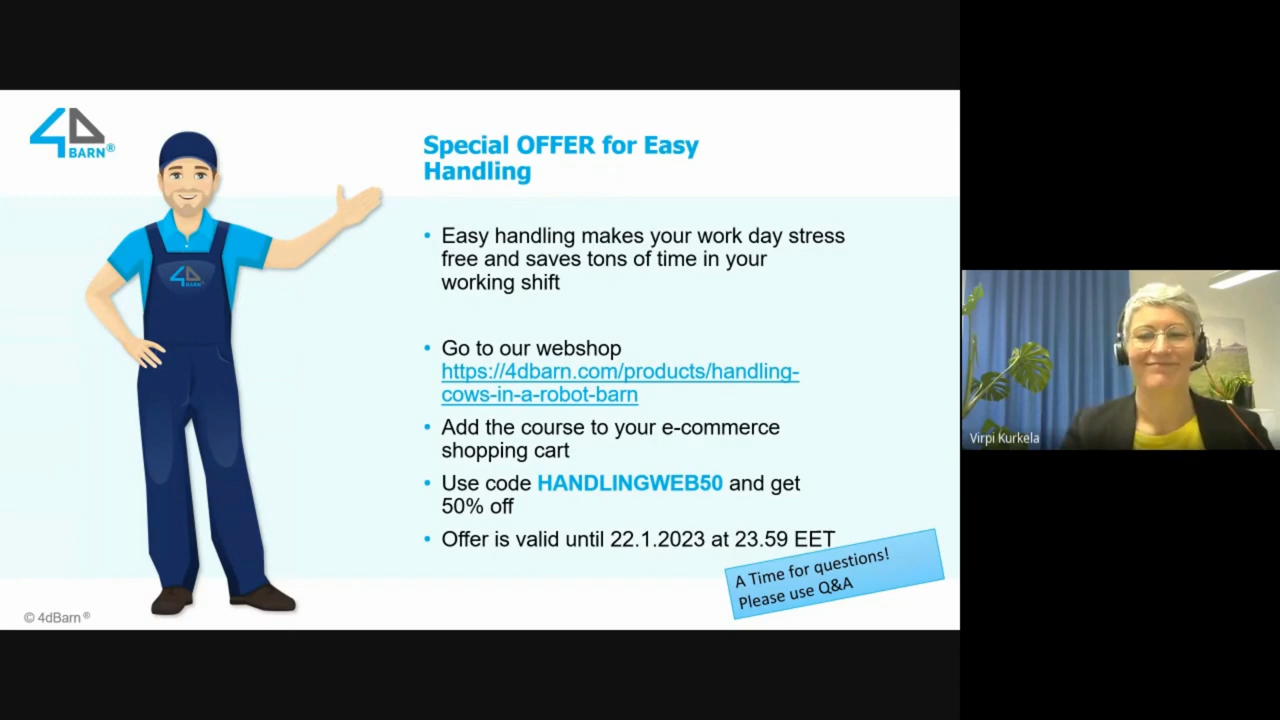 4D
BARN®
Special OFFER for Easy
Handling
• Easy handling makes your work day stress
free and saves tons of time in your
working shift
• Go to our webshop
https://4dbarn.com/products/handling-
cows-in-a-robot-barn
• Add the course to your e-commerce
shopping cart
• Use code HANDLINGWEB50 and get
50% off
• Offer is valid until 22.1.2023 at 23.59 EET
A Time for questions!
Please use Q&A
4D
BARN®
© 4dBarn®
Virpi Kurkela